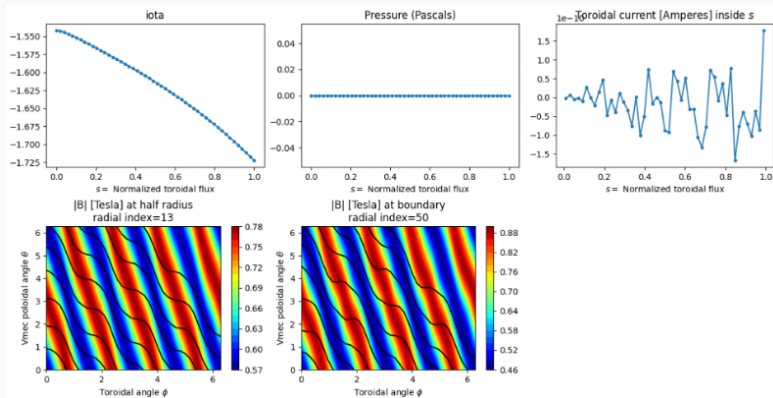 iota
−1.550
−1.575
−1.600
−1.625
−1.650
−1.675
−1.700
−1.725
0.0 0.2 0.4 0.6 0.8 1.0
s = Normalized toroidal flux
Pressure (Pascals)
0.04
0.02
0.00
−0.02
−0.04
0.0 0.2 0.4 0.6 0.8 1.0
s = Normalized toroidal flux
Toroidal current [Amperes] inside s
1.5
1.0
0.5
0.0
−0.5
−1.0
−1.5
0.0 0.2 0.4 0.6 0.8 1.0
s = Normalized toroidal flux
|B| [Tesla] at half radius
radial index=13
Vmec poloidal angle θ
6
5
4
3
2
1
0
0 2 4 6
Toroidal angle ϕ
0.78
0.75
0.72
0.69
0.66
0.63
0.60
0.57
|B| [Tesla] at boundary
radial index=50
Vmec poloidal angle θ
6
5
4
3
2
1
0
0 2 4 6
Toroidal angle ϕ
0.88
0.82
0.76
0.70
0.64
0.58
0.52
0.46